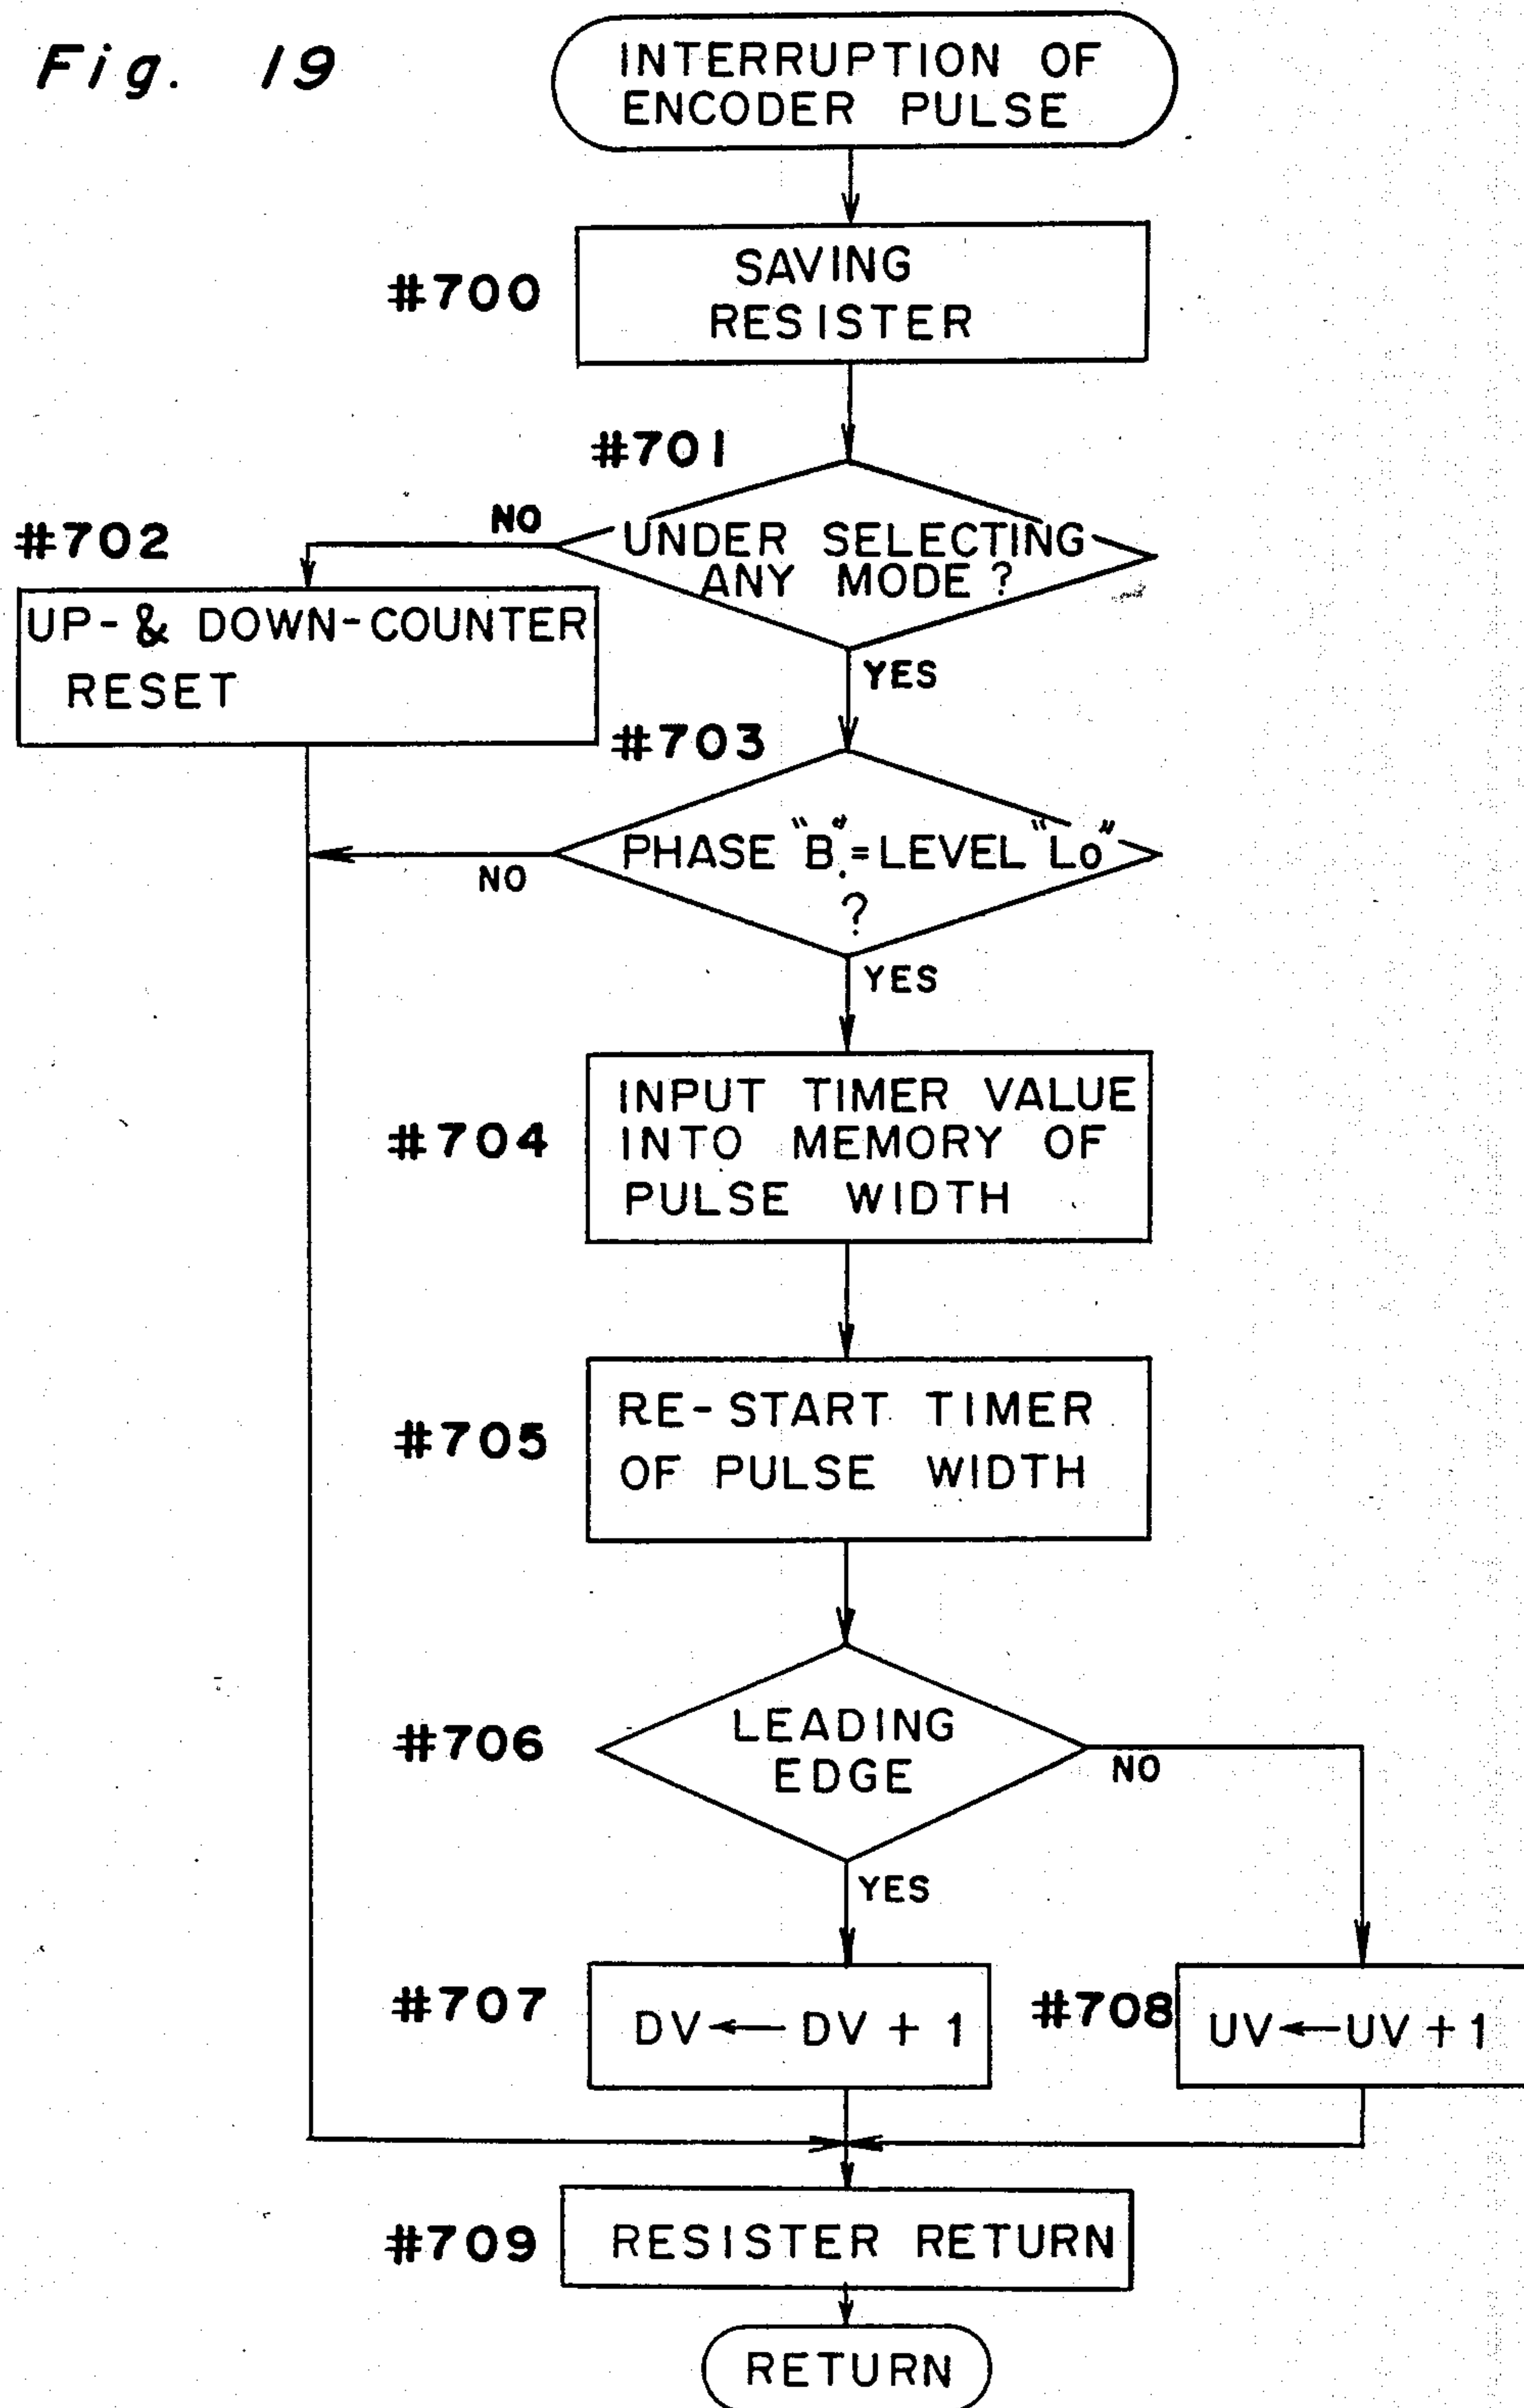 Fig. 19
INTERRUPTION OF
ENCODER PULSE
#700
SAVING
RESISTER
#701
NO
UNDER SELECTING
ANY MODE ?
#702
UP- & DOWN-COUNTER
RESET
YES
#703
PHASE "B" = LEVEL "Lo"
?
NO
YES
#704
INPUT TIMER VALUE
INTO MEMORY OF
PULSE WIDTH
#705
RE-START TIMER
OF PULSE WIDTH
#706
LEADING
EDGE
NO
YES
#707
DV ← DV + 1
#708
UV ← UV + 1
#709
RESISTER RETURN
RETURN